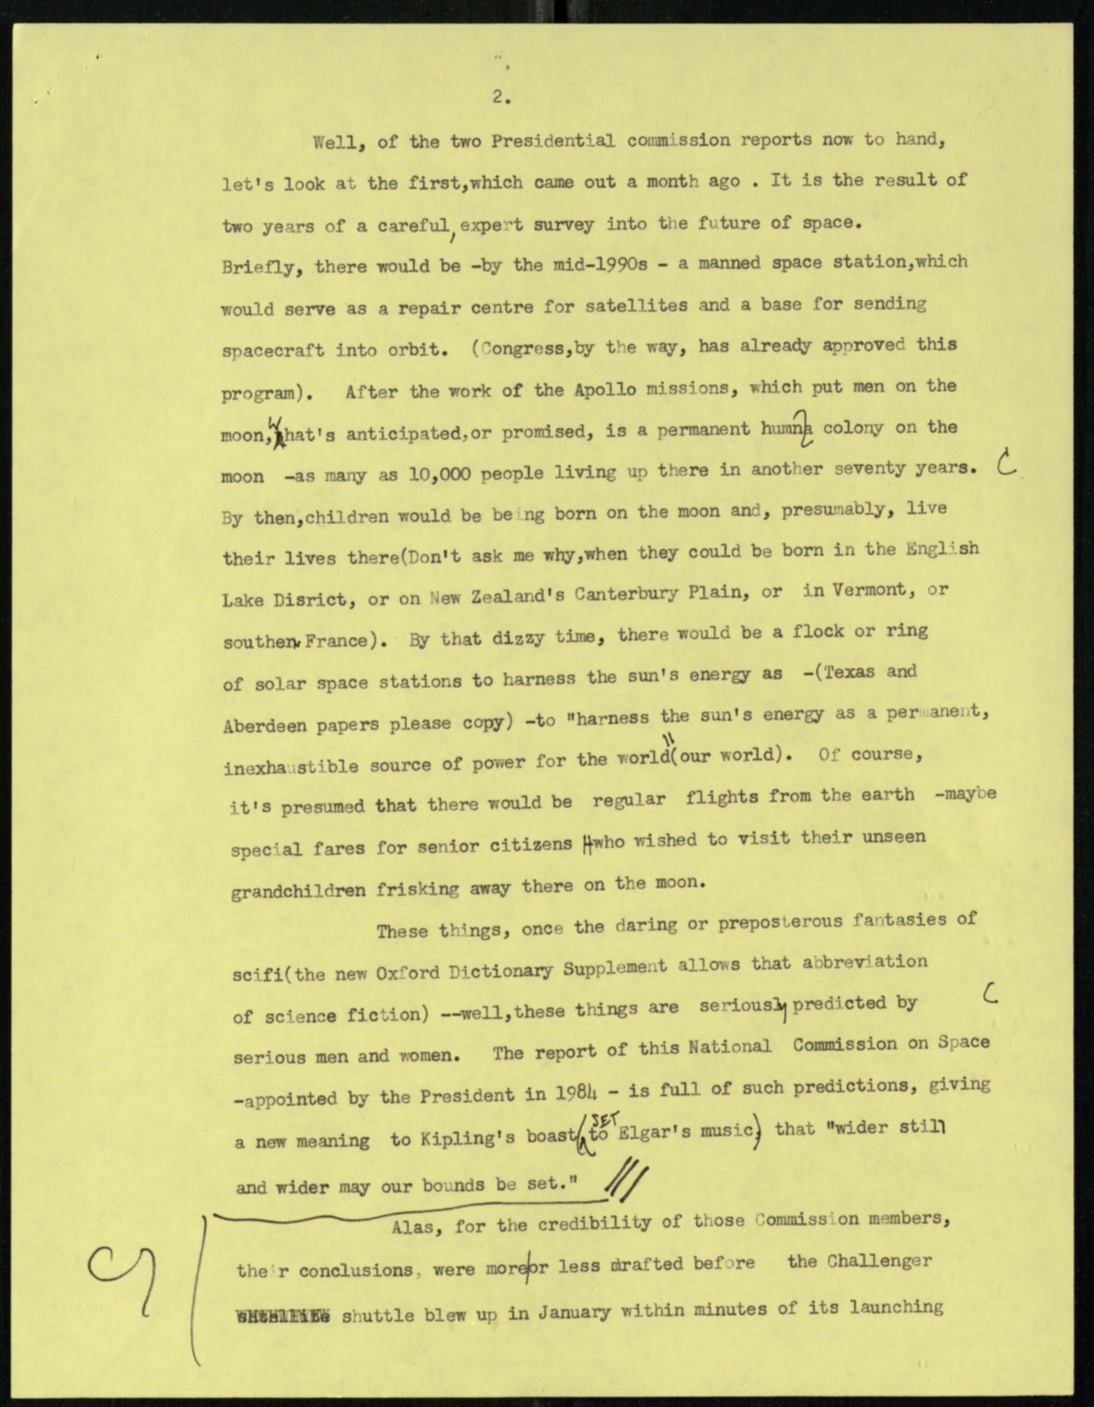 2.
Well, of the two Presidential commission reports now to hand,
let's look at the first,which came out a month ago . It is the result of
two years of a careful, expert survey into the future of space.
Briefly, there would be -by the mid-1990s - a manned space station,which
would serve as a repair centre for satellites and a base for sending
spacecraft into orbit. (Congress,by the way, has already approved this
program). After the work of the Apollo missions, which put men on the
moon, what's anticipated,or promised, is a permanent humna colony on the
moon -as many as 10,000 people living up there in another seventy years. C
By then,children would be being born on the moon and, presumably, live
their lives there(Don't ask me why,when they could be born in the English
Lake Disrict, or on New Zealand's Canterbury Plain, or in Vermont, or
southern France). By that dizzy time, there would be a flock or ring
of solar space stations to harness the sun's energy as -(Texas and
Aberdeen papers please copy) -to "harness the sun's energy as a permanent,
inexhaustible source of power for the world"(our world). Of course,
it's presumed that there would be regular flights from the earth -maybe
special fares for senior citizens who wished to visit their unseen
grandchildren frisking away there on the moon.
These things, once the daring or preposterous fantasies of
scifi(the new Oxford Dictionary Supplement allows that abbreviation
of science fiction) --well,these things are seriously predicted by C
serious men and women. The report of this National Commission on Space
-appointed by the President in 1984 - is full of such predictions, giving
a new meaning to Kipling's boast (SET to Elgar's music) that "wider still
and wider may our bounds be set." ///
Alas, for the credibility of those Commission members,
their conclusions, were more or less drafted before the Challenger
shuttle blew up in January within minutes of its launching